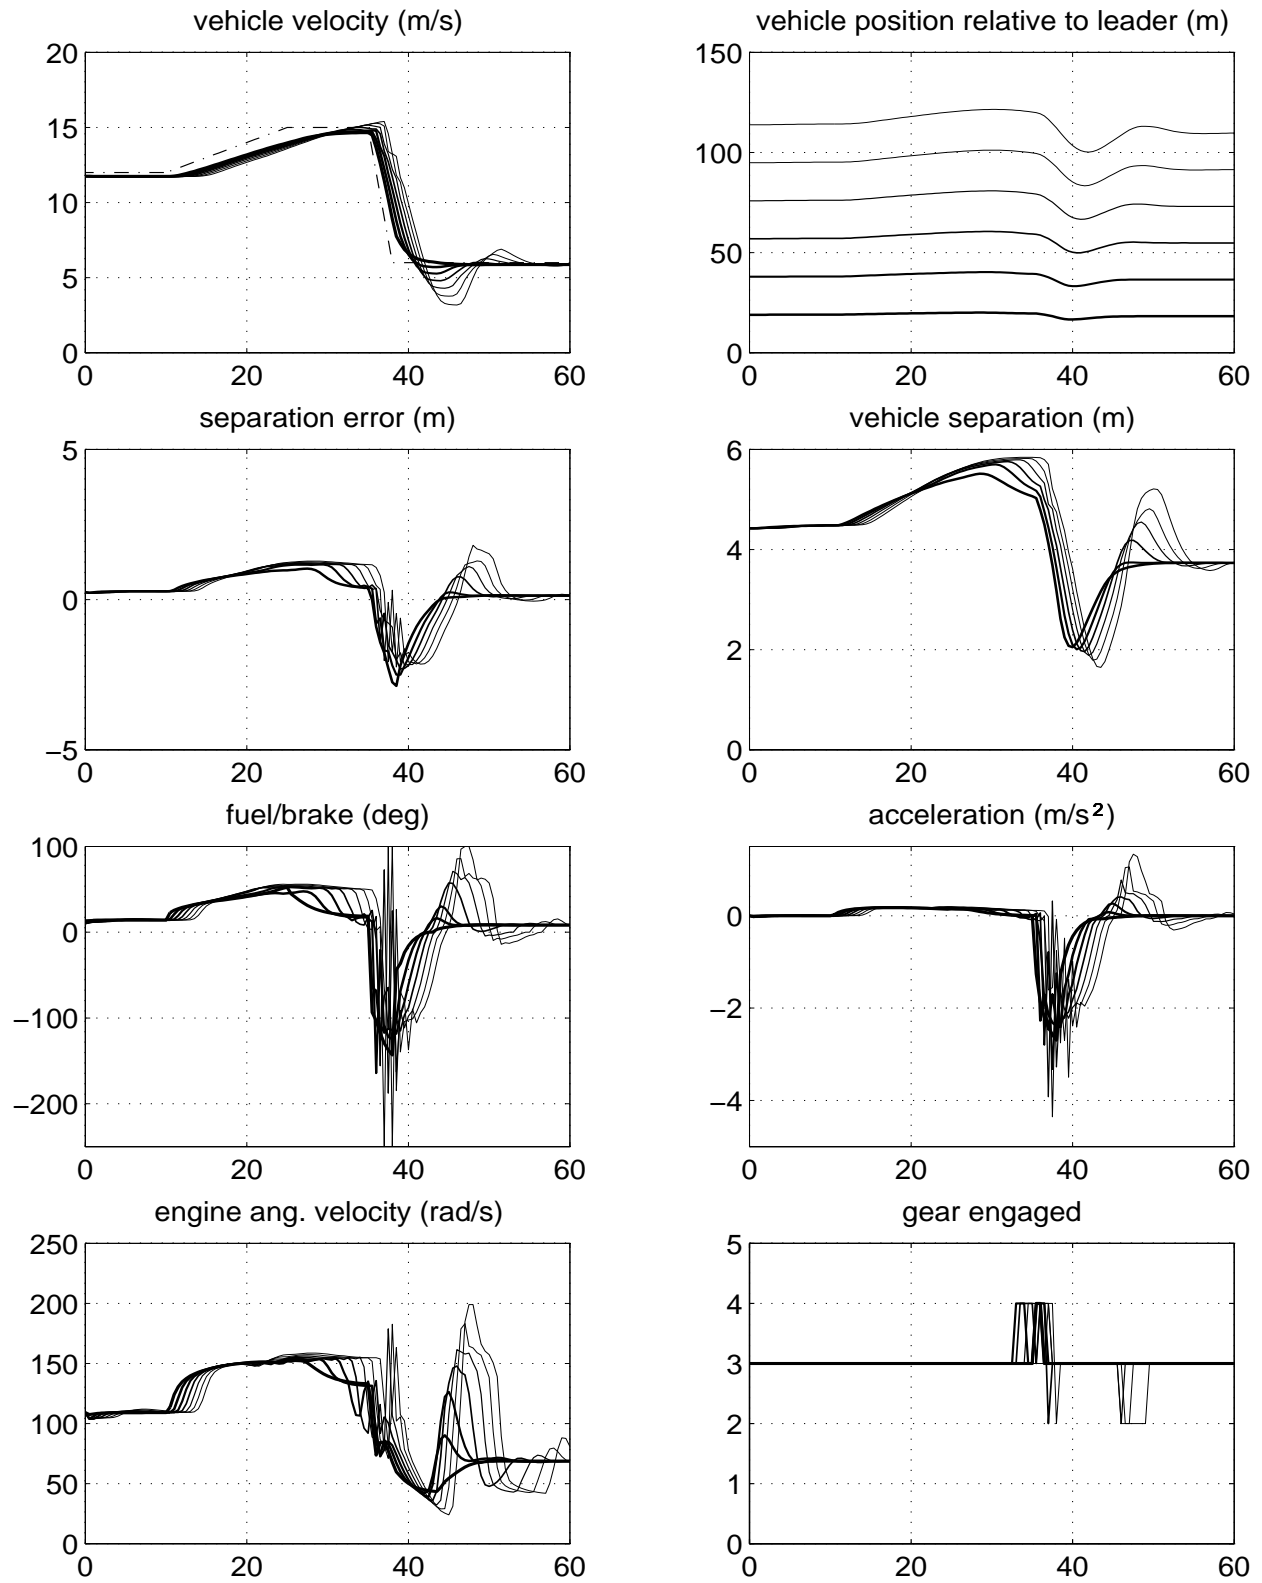 vehicle velocity (m/s)
20
15
10
5
0
0 20 40 60
vehicle position relative to leader (m)
150
100
50
0
0 20 40 60
separation error (m)
5
0
−5
0 20 40 60
vehicle separation (m)
6
4
2
0
0 20 40 60
fuel/brake (deg)
100
0
−100
−200
0 20 40 60
acceleration (m/s²)
0
−2
−4
0 20 40 60
engine ang. velocity (rad/s)
250
200
150
100
50
0
0 20 40 60
gear engaged
5
4
3
2
1
0
0 20 40 60